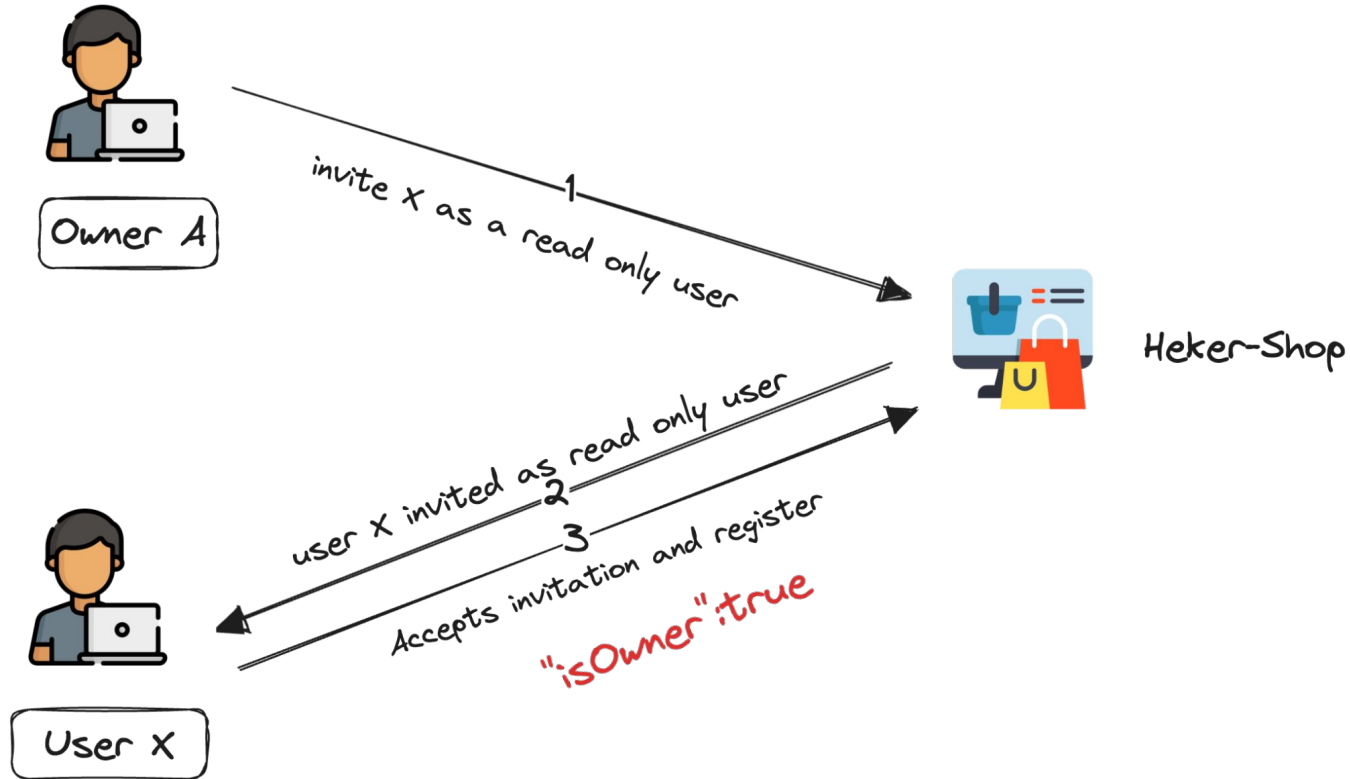 Owner A
1
invite X as a read only user
Heker-Shop
user X invited as read only user
2
3
Accepts invitation and register
"isOwner":true
User X